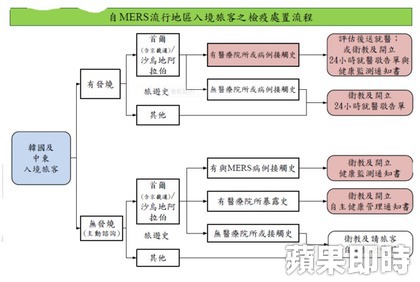 自MERS流行地區入境旅客之檢疫處置流程
韓國及
中東
入境旅客
有發燒
首爾
(含京畿道)/
沙烏地阿
拉伯
旅遊史
其他
有醫療院所或病例接觸史
無醫療院所或病例接觸史
評估後送就醫;
或衛教及開立
24小時就醫敬告單與
健康監測通知書
衛教及開立
24小時就醫敬告單
無發燒
(主動諮詢)
首爾
(含京畿道)/
沙烏地阿
拉伯
旅遊史
其他
有與MERS病例接觸史
有醫療院所暴露史
無醫療院所或接觸史
衛教及開立
健康監測通知書
衛教及開立
自主健康管理通知書
衛教及請旅客
蘋果即時